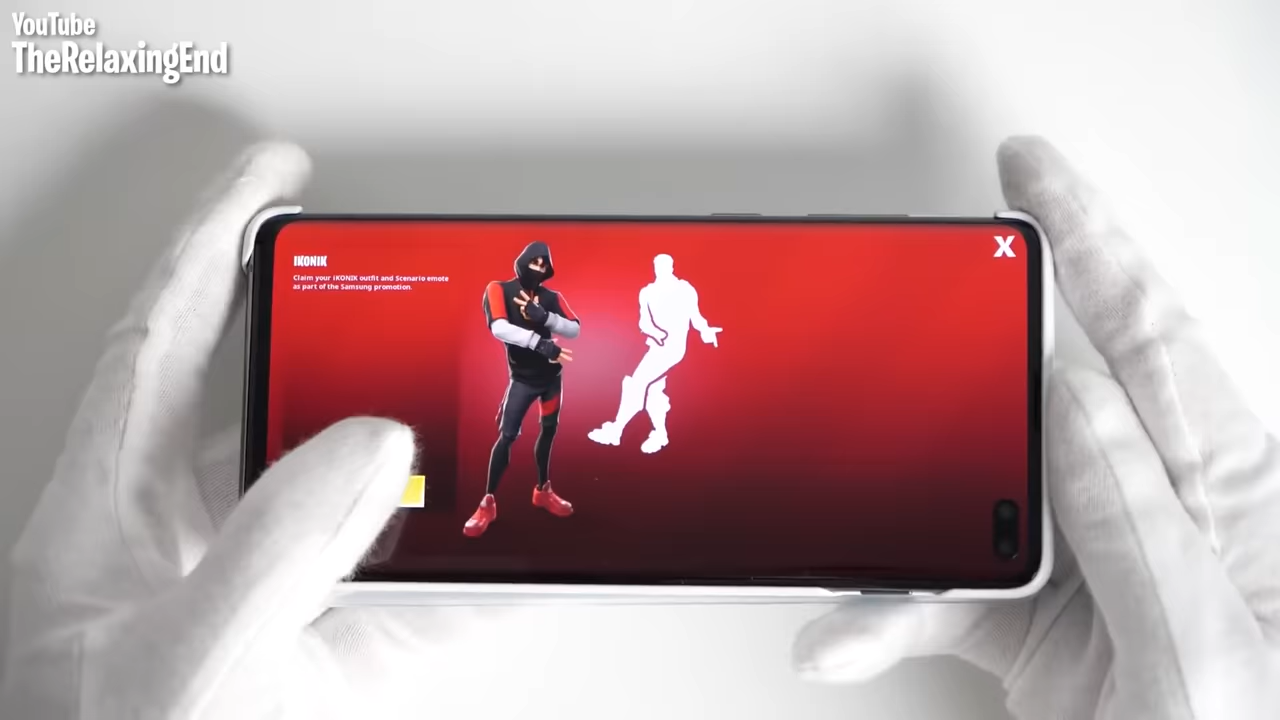 YouTube
TheRelaxingEnd
IKONIK
Claim your IKONIK outfit and Scenario emote
as part of the Samsung promotion.
X